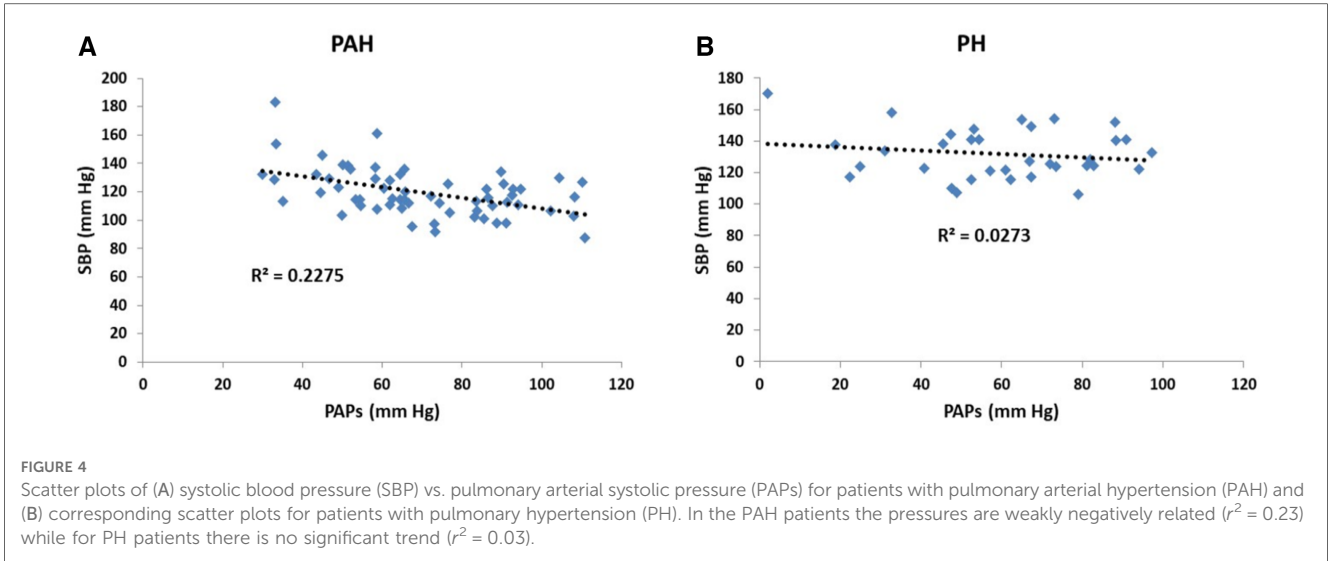 A
PAH
200
180
160
140
120
100
80
60
40
20
0
SBP (mm Hg)
R² = 0.2275
0 20 40 60 80 100 120
PAPs (mm Hg)
B
PH
180
160
140
120
100
80
60
40
20
0
SBP (mm Hg)
R² = 0.0273
0 20 40 60 80 100 120
PAPs (mm Hg)
FIGURE 4
Scatter plots of (A) systolic blood pressure (SBP) vs. pulmonary arterial systolic pressure (PAPs) for patients with pulmonary arterial hypertension (PAH) and
(B) corresponding scatter plots for patients with pulmonary hypertension (PH). In the PAH patients the pressures are weakly negatively related (r² = 0.23)
while for PH patients there is no significant trend (r² = 0.03).